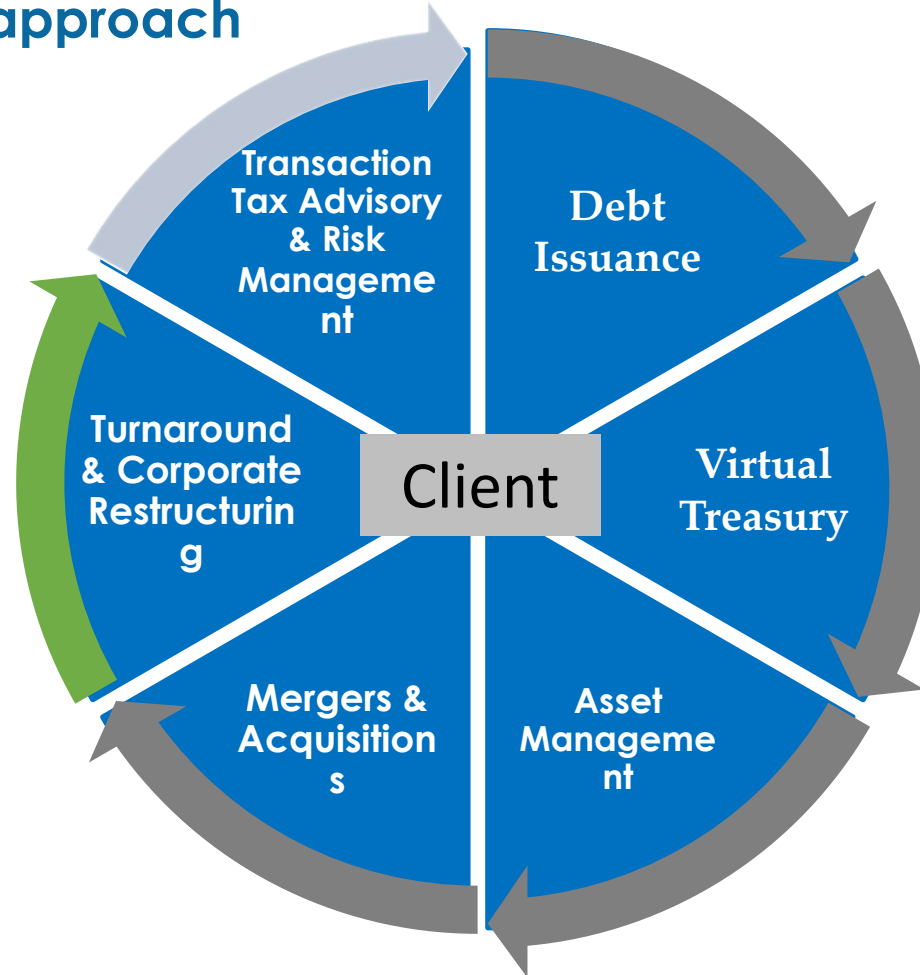 approach
Transaction
Tax Advisory
& Risk
Manageme
nt
Debt
Issuance
Turnaround
& Corporate
Restructurin
g
Client
Virtual
Treasury
Mergers &
Acquisition
s
Asset
Manageme
nt